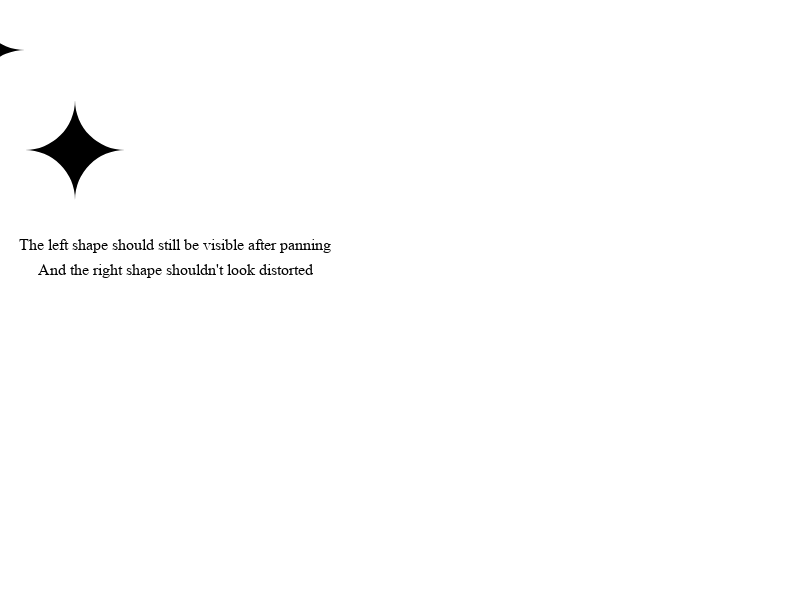 The left shape should still be visible after panning
And the right shape shouldn't look distorted